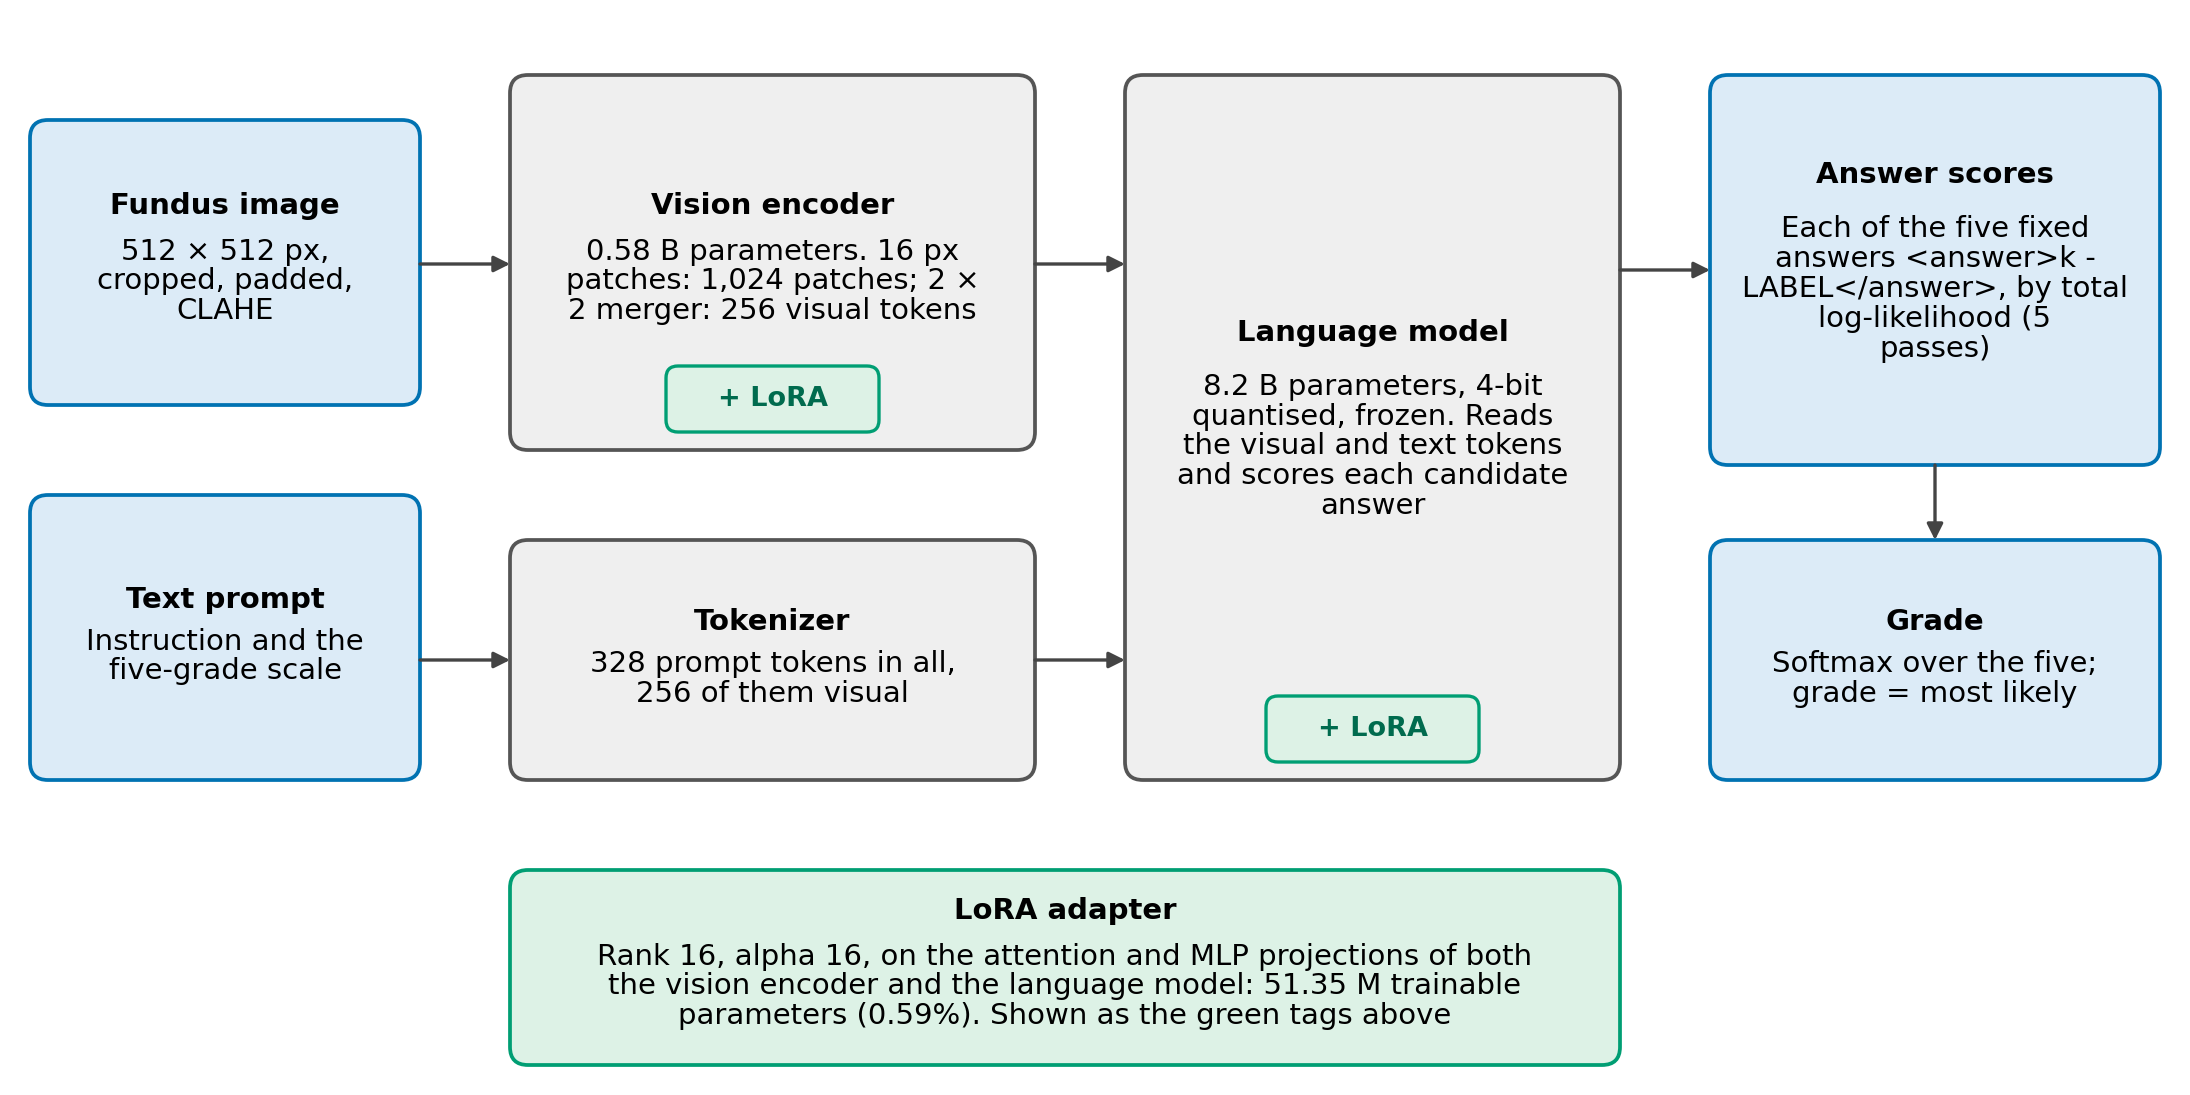 Fundus image
512 × 512 px,
cropped, padded,
CLAHE
Vision encoder
0.58 B parameters. 16 px
patches: 1,024 patches; 2 ×
2 merger: 256 visual tokens
+ LoRA
Text prompt
Instruction and the
five-grade scale
Tokenizer
328 prompt tokens in all,
256 of them visual
Language model
8.2 B parameters, 4-bit
quantised, frozen. Reads
the visual and text tokens
and scores each candidate
answer
+ LoRA
Answer scores
Each of the five fixed
answers <answer>k -
LABEL</answer>, by total
log-likelihood (5
passes)
Grade
Softmax over the five;
grade = most likely
LoRA adapter
Rank 16, alpha 16, on the attention and MLP projections of both
the vision encoder and the language model: 51.35 M trainable
parameters (0.59%). Shown as the green tags above